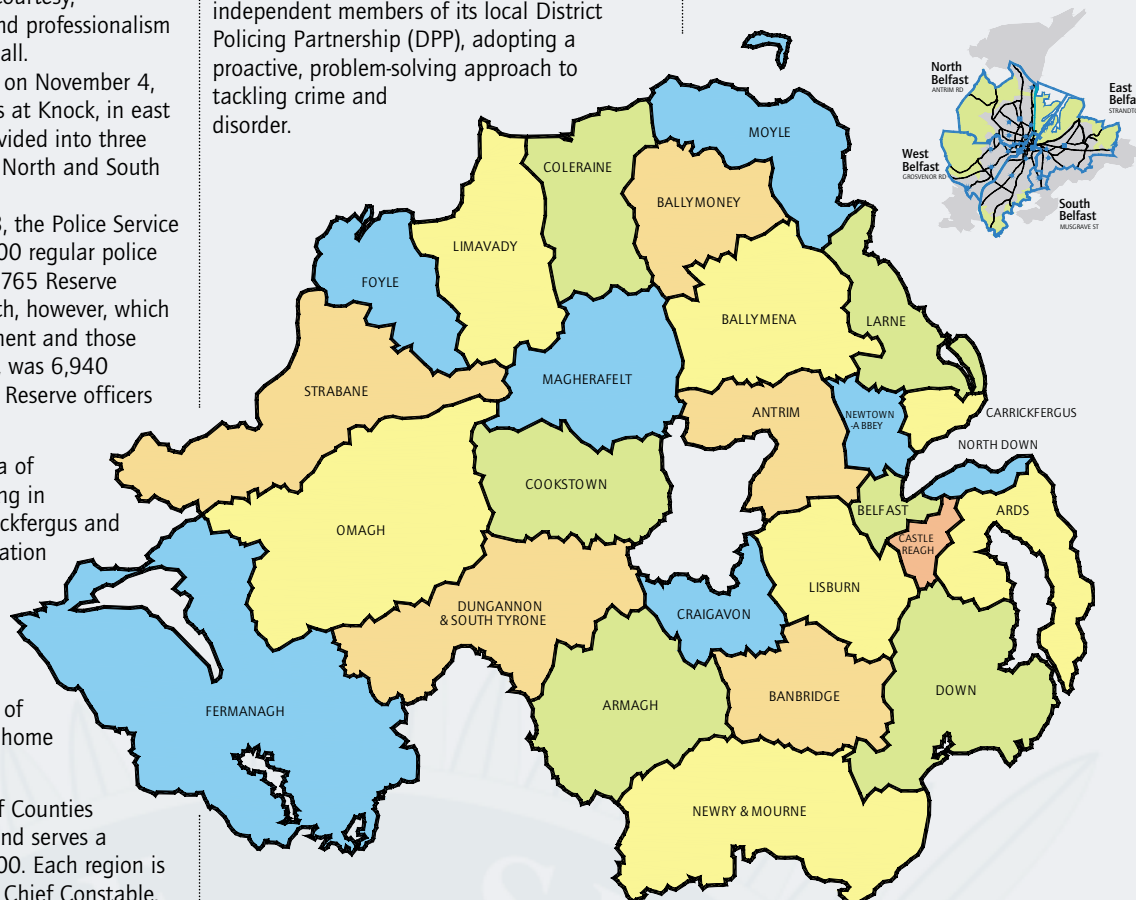 courtesy,
nd professionalism
all.
on November 4,
s at Knock, in east
vided into three
North and South
3, the Police Service
00 regular police
765 Reserve
ch, however, which
ment and those
was 6,940
Reserve officers
a of
ng in
ckfergus and
ation
of
home
f Counties
nd serves a
00. Each region is
Chief Constable.
independent members of its local District
Policing Partnership (DPP), adopting a
proactive, problem-solving approach to
tackling crime and
disorder.
North
Belfast
ANTRIM RD
East
Belfa
STRANDT
West
Belfast
GROSVENOR RD
South
Belfast
MUSGRAVE ST
MOYLE
COLERAINE
BALLYMONEY
LIMAVADY
FOYLE
BALLYMENA
LARNE
MAGHERAFELT
STRABANE
ANTRIM
NEWTOWN
-A BBEY
CARRICKFERGUS
NORTH DOWN
COOKSTOWN
BELFAST
ARDS
OMAGH
CASTLE
REAGH
LISBURN
DUNGANNON
& SOUTH TYRONE
CRAIGAVON
FERMANAGH
ARMAGH
BANBRIDGE
DOWN
NEWRY & MOURNE